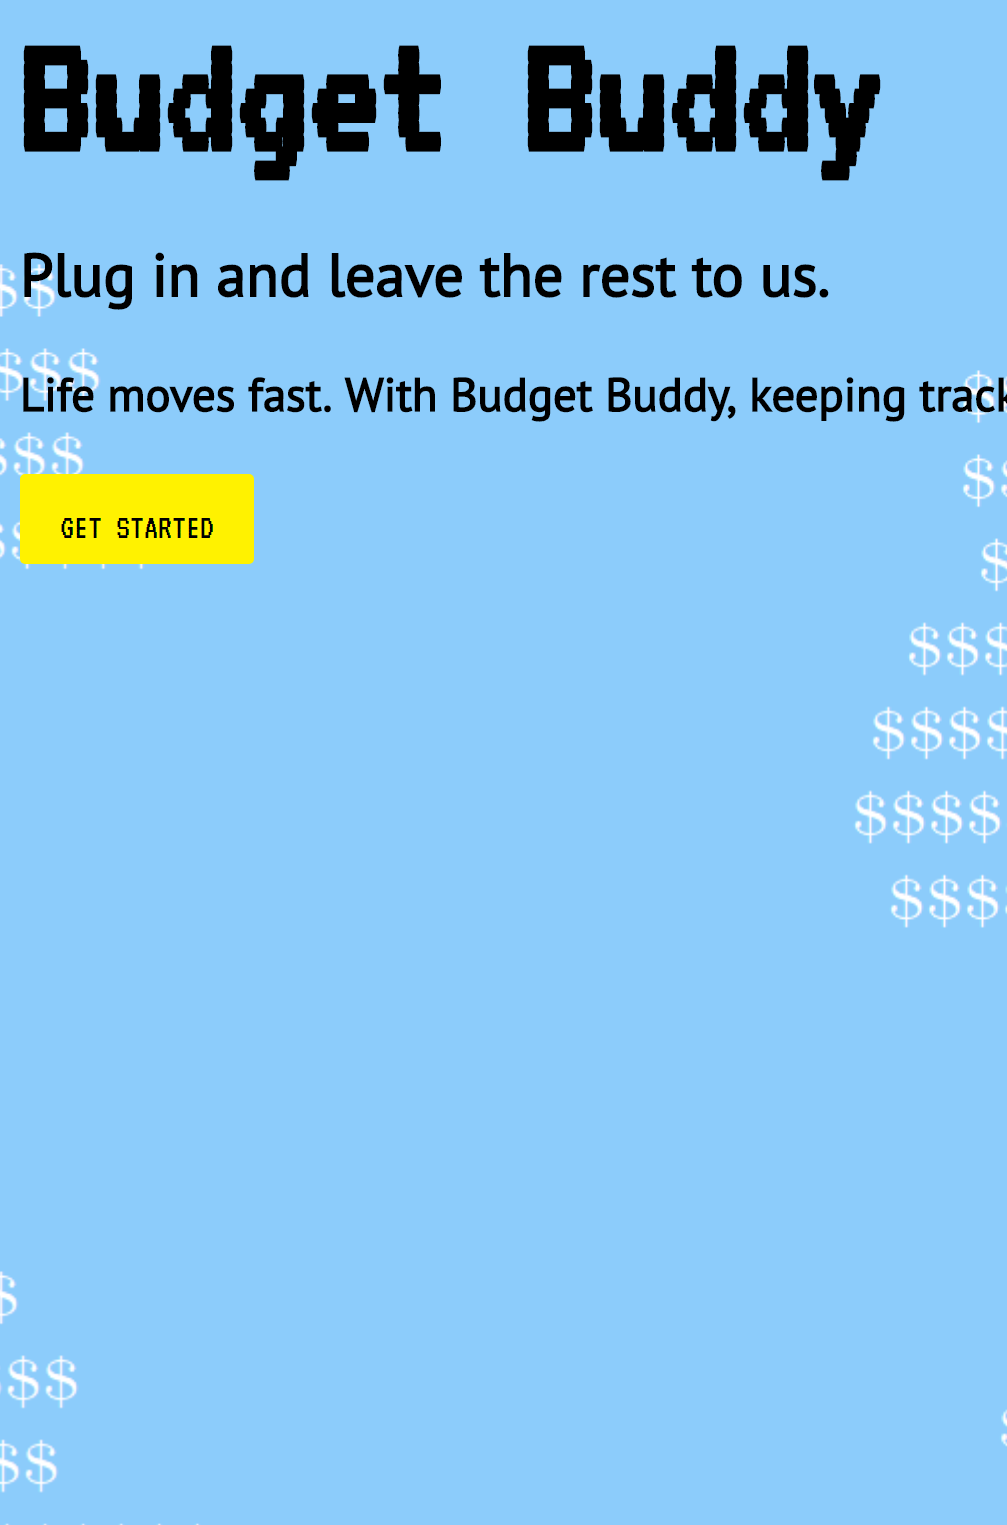 Budget Buddy
Plug in and leave the rest to us.
$$
$$$
Life moves fast. With Budget Buddy, keeping track
$$$
GET STARTED
$$$
$$$$
$$$$
$$$
$
$$
$$